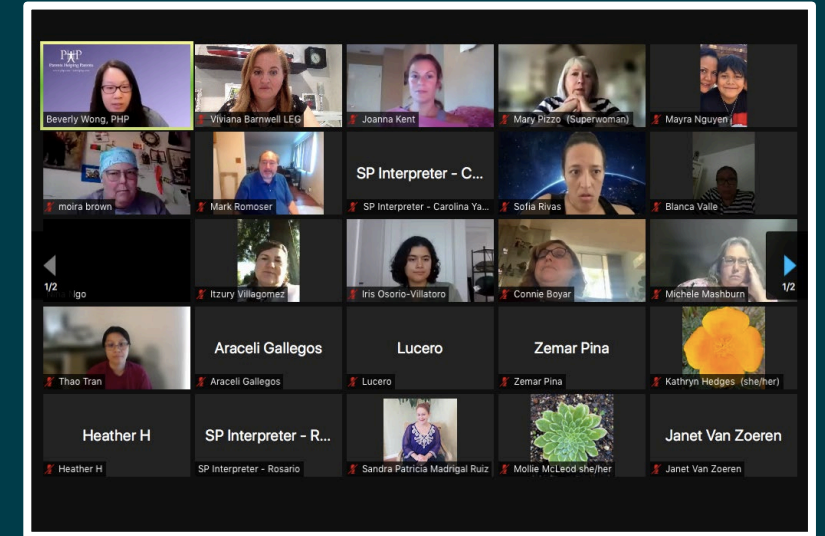 PHP
Parents Helping Parents
Beverly Wong, PHP
Viviana Barnwell LEG
Joanna Kent
Mary Pizzo (Superwoman)
Mayra Nguyen
moira brown
Mark Romoser
SP Interpreter - C...
SP Interpreter - Carolina Ya...
Sofia Rivas
Blanca Valle
1/2
igo
Itzury Villagomez
Iris Osorio-Villatoro
Connie Boyar
Michele Mashburn
1/2
Thao Tran
Araceli Gallegos
Araceli Gallegos
Lucero
Lucero
Zemar Pina
Zemar Pina
Kathryn Hedges (she/her)
Heather H
Heather H
SP Interpreter - R...
SP Interpreter - Rosario
Sandra Patricia Madrigal Ruiz
Mollie McLeod she/her
Janet Van Zoeren
Janet Van Zoeren